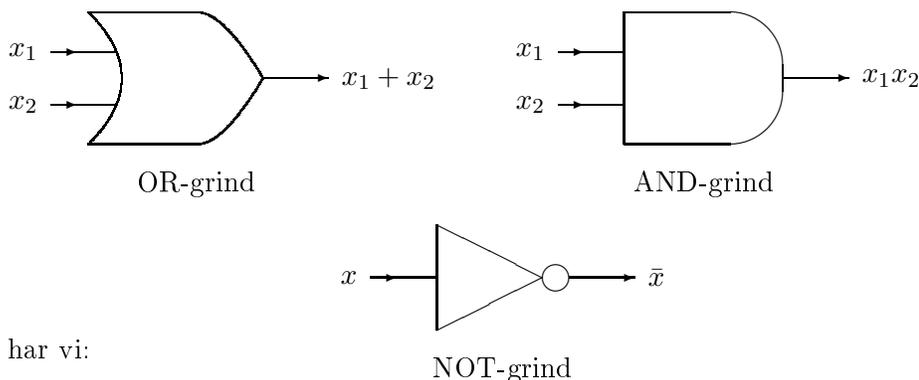 x₁ x₁
x₁ + x₂ x₁x₂
x₂ x₂
OR-grind AND-grind
x x̄
har vi:
NOT-grind